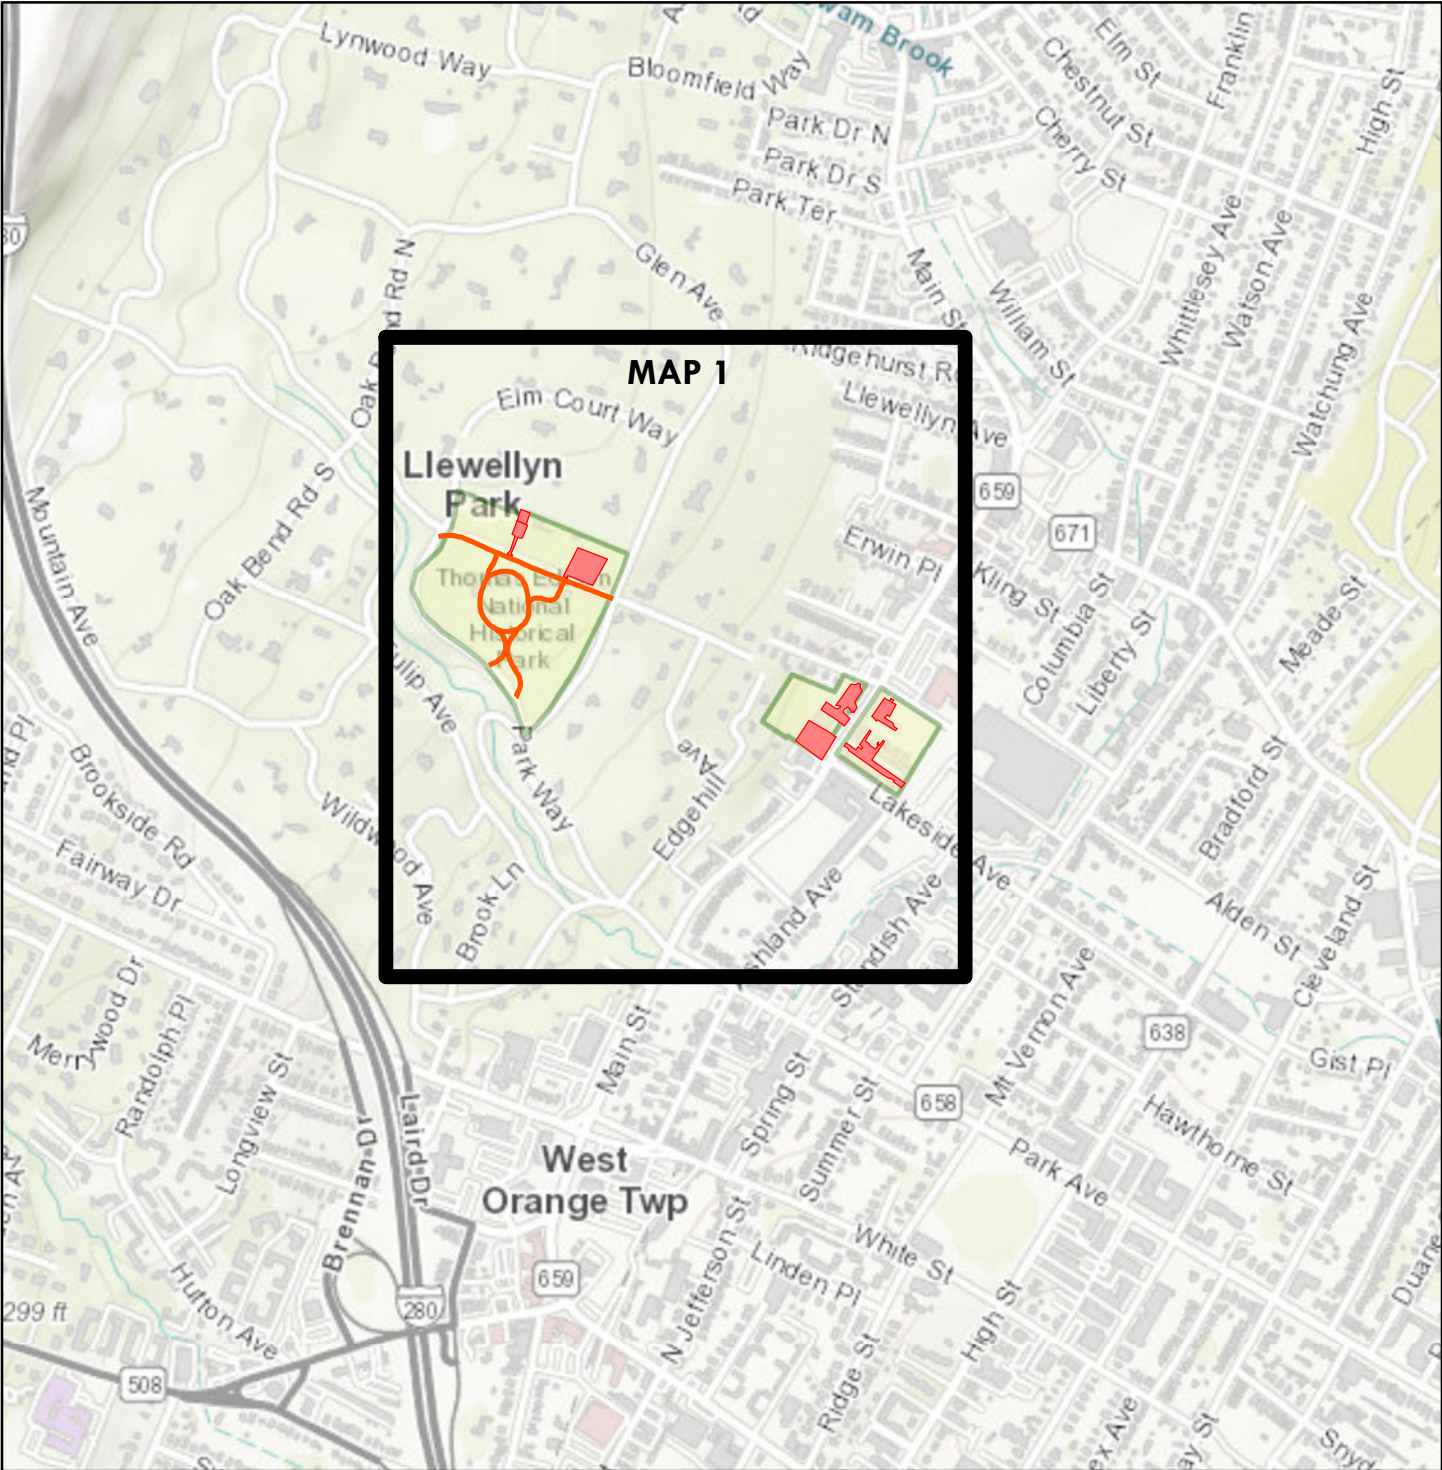 Lynwood Way
Bloomfield Way
wam Brook
Elm St
Chestnut St
Franklin
High St
Park Dr N
Park Dr S
Park Ter
Cherry St
Glen Ave
Main St
William St
Whittlesey Ave
Watson Ave
Watchung Ave
MAP 1
Elm Court Way
Llewellyn Ave
Llewellyn
Park
659
671
Mountain Ave
Oak Bend Rd S
Erwin Pl
Kling St
Columbia St
Liberty St
Meade St
Thomas Edison
National
Historical
Park
Tulip Ave
Park Way
Ave
Edgehill
Lakeside Ave
Bradford St
Brookside Rd
Fairway Dr
Wildwood Ave
Brook Ln
Ashland Ave
Standish Ave
Alden St
Cleveland St
Merrywood Dr
Randolph Pl
Longview St
Main St
Spring St
Summer St
Mt Vernon Ave
638
Gist Pl
658
Hawthorne St
Park Ave
J D Brennan
Laird Dr
West
Orange Twp
N Jefferson St
White St
Linden Pl
659
280
High St
Duane
299 ft
Hutton Ave
508
Ridge St